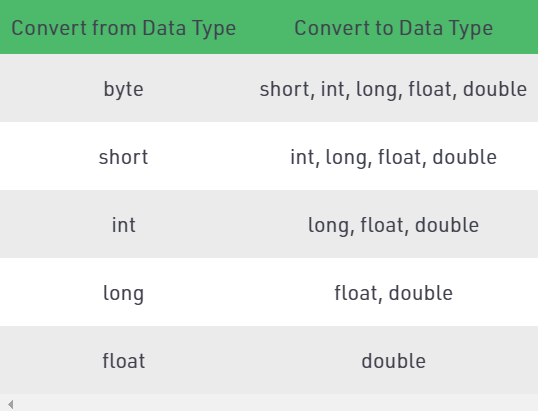 Convert from Data Type Convert to Data Type
byte short, int, long, float, double
short int, long, float, double
int long, float, double
long float, double
float double